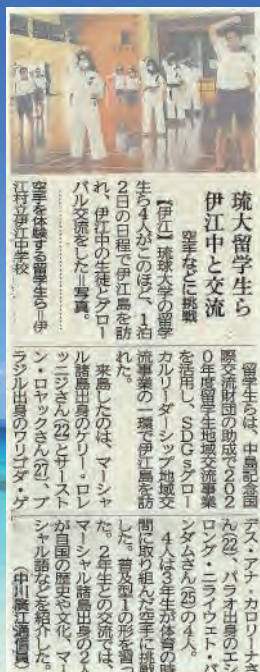 琉大留学生ら
伊江中と交流
空手などに挑戦
【伊江】琉球大学の留学
生ら4人がこのほど、1泊
2日の日程で伊江島を訪
れ、伊江中の生徒とグロー
バル交流をした=写真。
空手を体験する留学生ら=伊
江村・伊江中学校
留学生らは、中島記念国
際交流財団の助成で202
0年度留学生地域交流事業
を活用し、SDGsグロー
カルリーダーシップ地域交
流事業の一環で伊江島を訪
れた。
来島したのは、マーシャ
ル諸島出身のケリー・ロレ
ッニジさん(22)とサースト
ン・ロヤックさん(27)、ブ
ラジル出身のワリゴダ・ゲ
デス・アナ・カロリーナさ
ん(22)、パラオ出身のエジ
ロング・ニライウェト・バ
ンダムさん(25)の4人。
4人は3年生が体育の時
間に取り組んだ空手に挑戦
した。普及型1の形を習っ
た。2年生との交流では、
マーシャル諸島出身の2人
が自国の歴史や文化、マー
シャル語などを紹介した。
(中川廣江通信員)